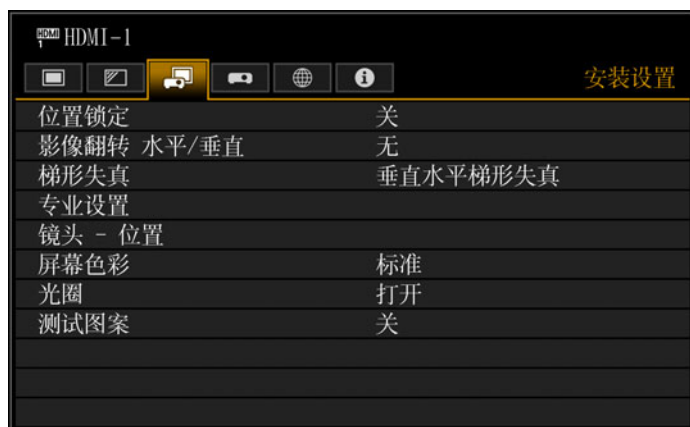 HDMI 1 HDMI-1
安装设置
位置锁定 关
影像翻转 水平/垂直 无
梯形失真 垂直水平梯形失真
专业设置
镜头 - 位置
屏幕色彩 标准
光圈 打开
测试图案 关